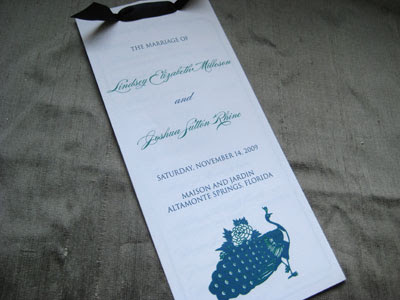 THE MARRIAGE OF
Lindsey Elizabeth Milleson
and
Joshua Sutton Rhine
SATURDAY, NOVEMBER 14, 2009
MAISON AND JARDIN
ALTAMONTE SPRINGS, FLORIDA